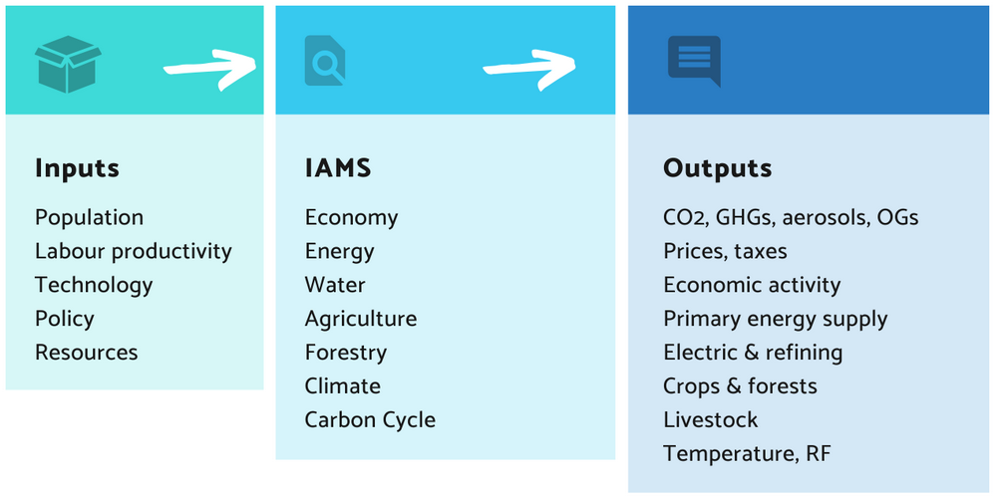 Inputs
Population
Labour productivity
Technology
Policy
Resources
IAMS
Economy
Energy
Water
Agriculture
Forestry
Climate
Carbon Cycle
Outputs
CO2, GHGs, aerosols, OGs
Prices, taxes
Economic activity
Primary energy supply
Electric & refining
Crops & forests
Livestock
Temperature, RF